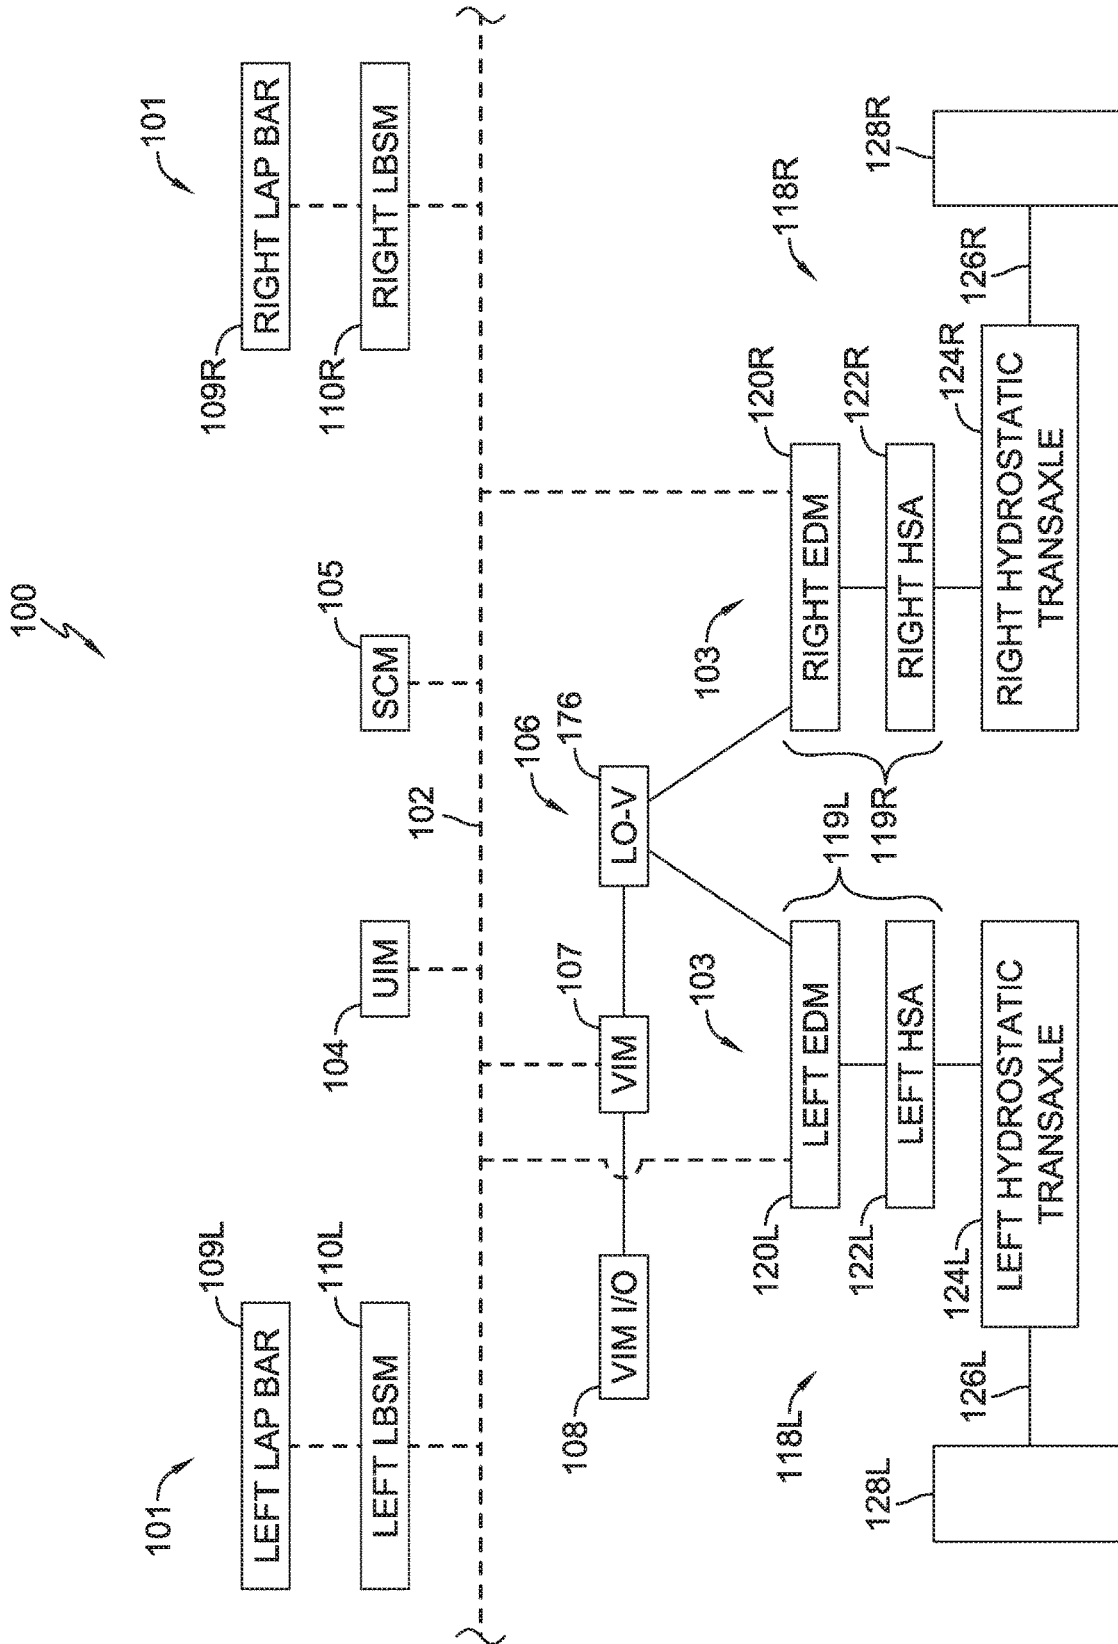 100
101
101
LEFT LAP BAR
109L
109R
RIGHT LAP BAR
LEFT LBSM
110L
104
UIM
SCM
105
110R
RIGHT LBSM
102
108
VIM I/O
VIM
107
LO-V
176
106
103
103
118L
118R
120L
LEFT EDM
119L
RIGHT EDM
120R
122L
LEFT HSA
119R
RIGHT HSA
122R
128L
126L
124L
LEFT HYDROSTATIC
TRANSAXLE
RIGHT HYDROSTATIC
TRANSAXLE
124R
126R
128R